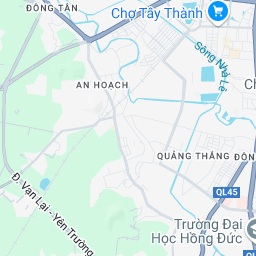 ĐÔNG TÂN
Chợ Tây Thành
Sông Nhà Lê
AN HOẠCH
Ch
QUẢNG THẮNG
ĐÔN
QL45
Đ. Vạn Lại - Yên Trường
Trường Đại
Học Hồng Đức